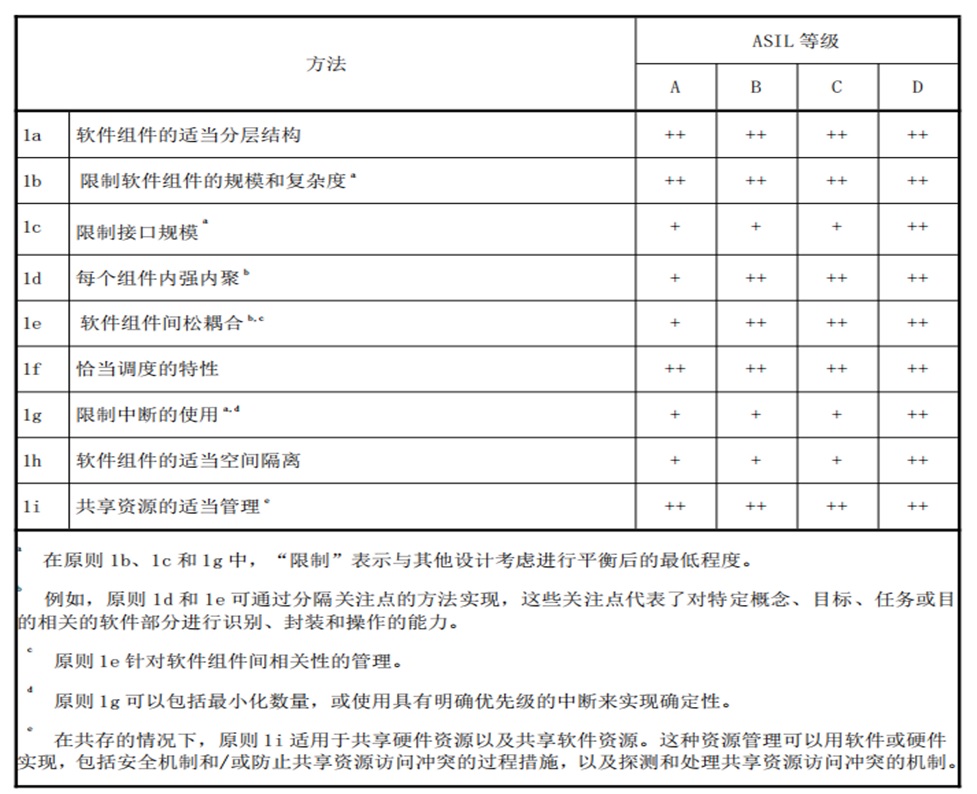 方法
ASIL 等级
A B C D
1a 软件组件的适当分层结构 ++ ++ ++ ++
1b 限制软件组件的规模和复杂度 a ++ ++ ++ ++
1c 限制接口规模 a + + + ++
1d 每个组件内强内聚 b + ++ ++ ++
1e 软件组件间松耦合 b,c + ++ ++ ++
1f 恰当调度的特性 ++ ++ ++ ++
1g 限制中断的使用 a,d + + + ++
1h 软件组件的适当空间隔离 + + + ++
1i 共享资源的适当管理 e ++ ++ ++ ++
a 在原则 1b、1c 和 1g 中，“限制”表示与其他设计考虑进行平衡后的最低程度。
b 例如，原则 1d 和 1e 可通过分隔关注点的方法实现，这些关注点代表了对特定概念、目标、任务或目
的相关的软件部分进行识别、封装和操作的能力。
c 原则 1e 针对软件组件间相关性的管理。
d 原则 1g 可以包括最小化数量，或使用具有明确优先级的中断来实现确定性。
e 在共存的情况下，原则 1i 适用于共享硬件资源以及共享软件资源。这种资源管理可以用软件或硬件
实现，包括安全机制和/或防止共享资源访问冲突的过程措施，以及探测和处理共享资源访问冲突的机制。